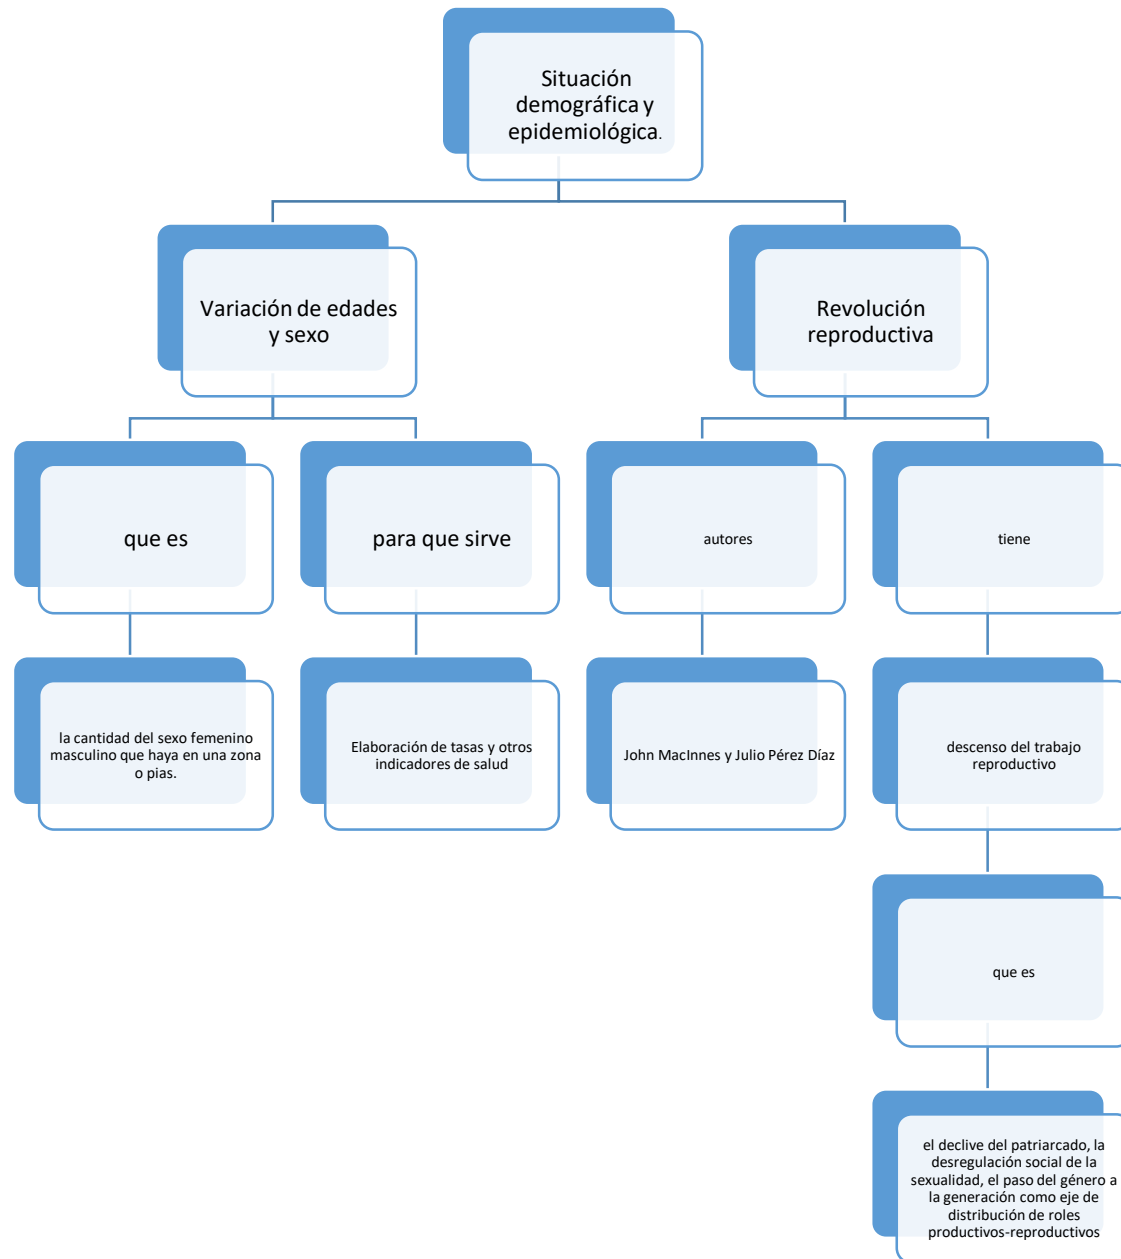 Situación
demográfica y
epidemiológica.
Variación de edades
y sexo
Revolución
reproductiva
que es
para que sirve
autores
tiene
la cantidad del sexo femenino
masculino que haya en una zona
o pias.
Elaboración de tasas y otros
indicadores de salud
John MacInnes y Julio Pérez Díaz
descenso del trabajo
reproductivo
que es
el declive del patriarcado, la
desregulación social de la
sexualidad, el paso del género a
la generación como eje de
distribución de roles
productivos-reproductivos